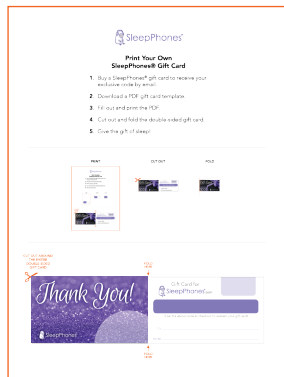 SleepPhones®
Print Your Own
SleepPhones® Gift Card
1. Buy a SleepPhones® gift card to receive your
exclusive code by email.
2. Download a PDF gift card template.
3. Fill out and print the PDF.
4. Cut out and fold the double-sided gift card.
5. Give the gift of sleep!
PRINT
CUT OUT
FOLD
CUT OUT AROUND
THE ENTIRE
DOUBLE-SIDED
GIFT CARD
FOLD
HERE
Thank You!
SleepPhones®
Gift Card for
SleepPhones
FOLD
HERE